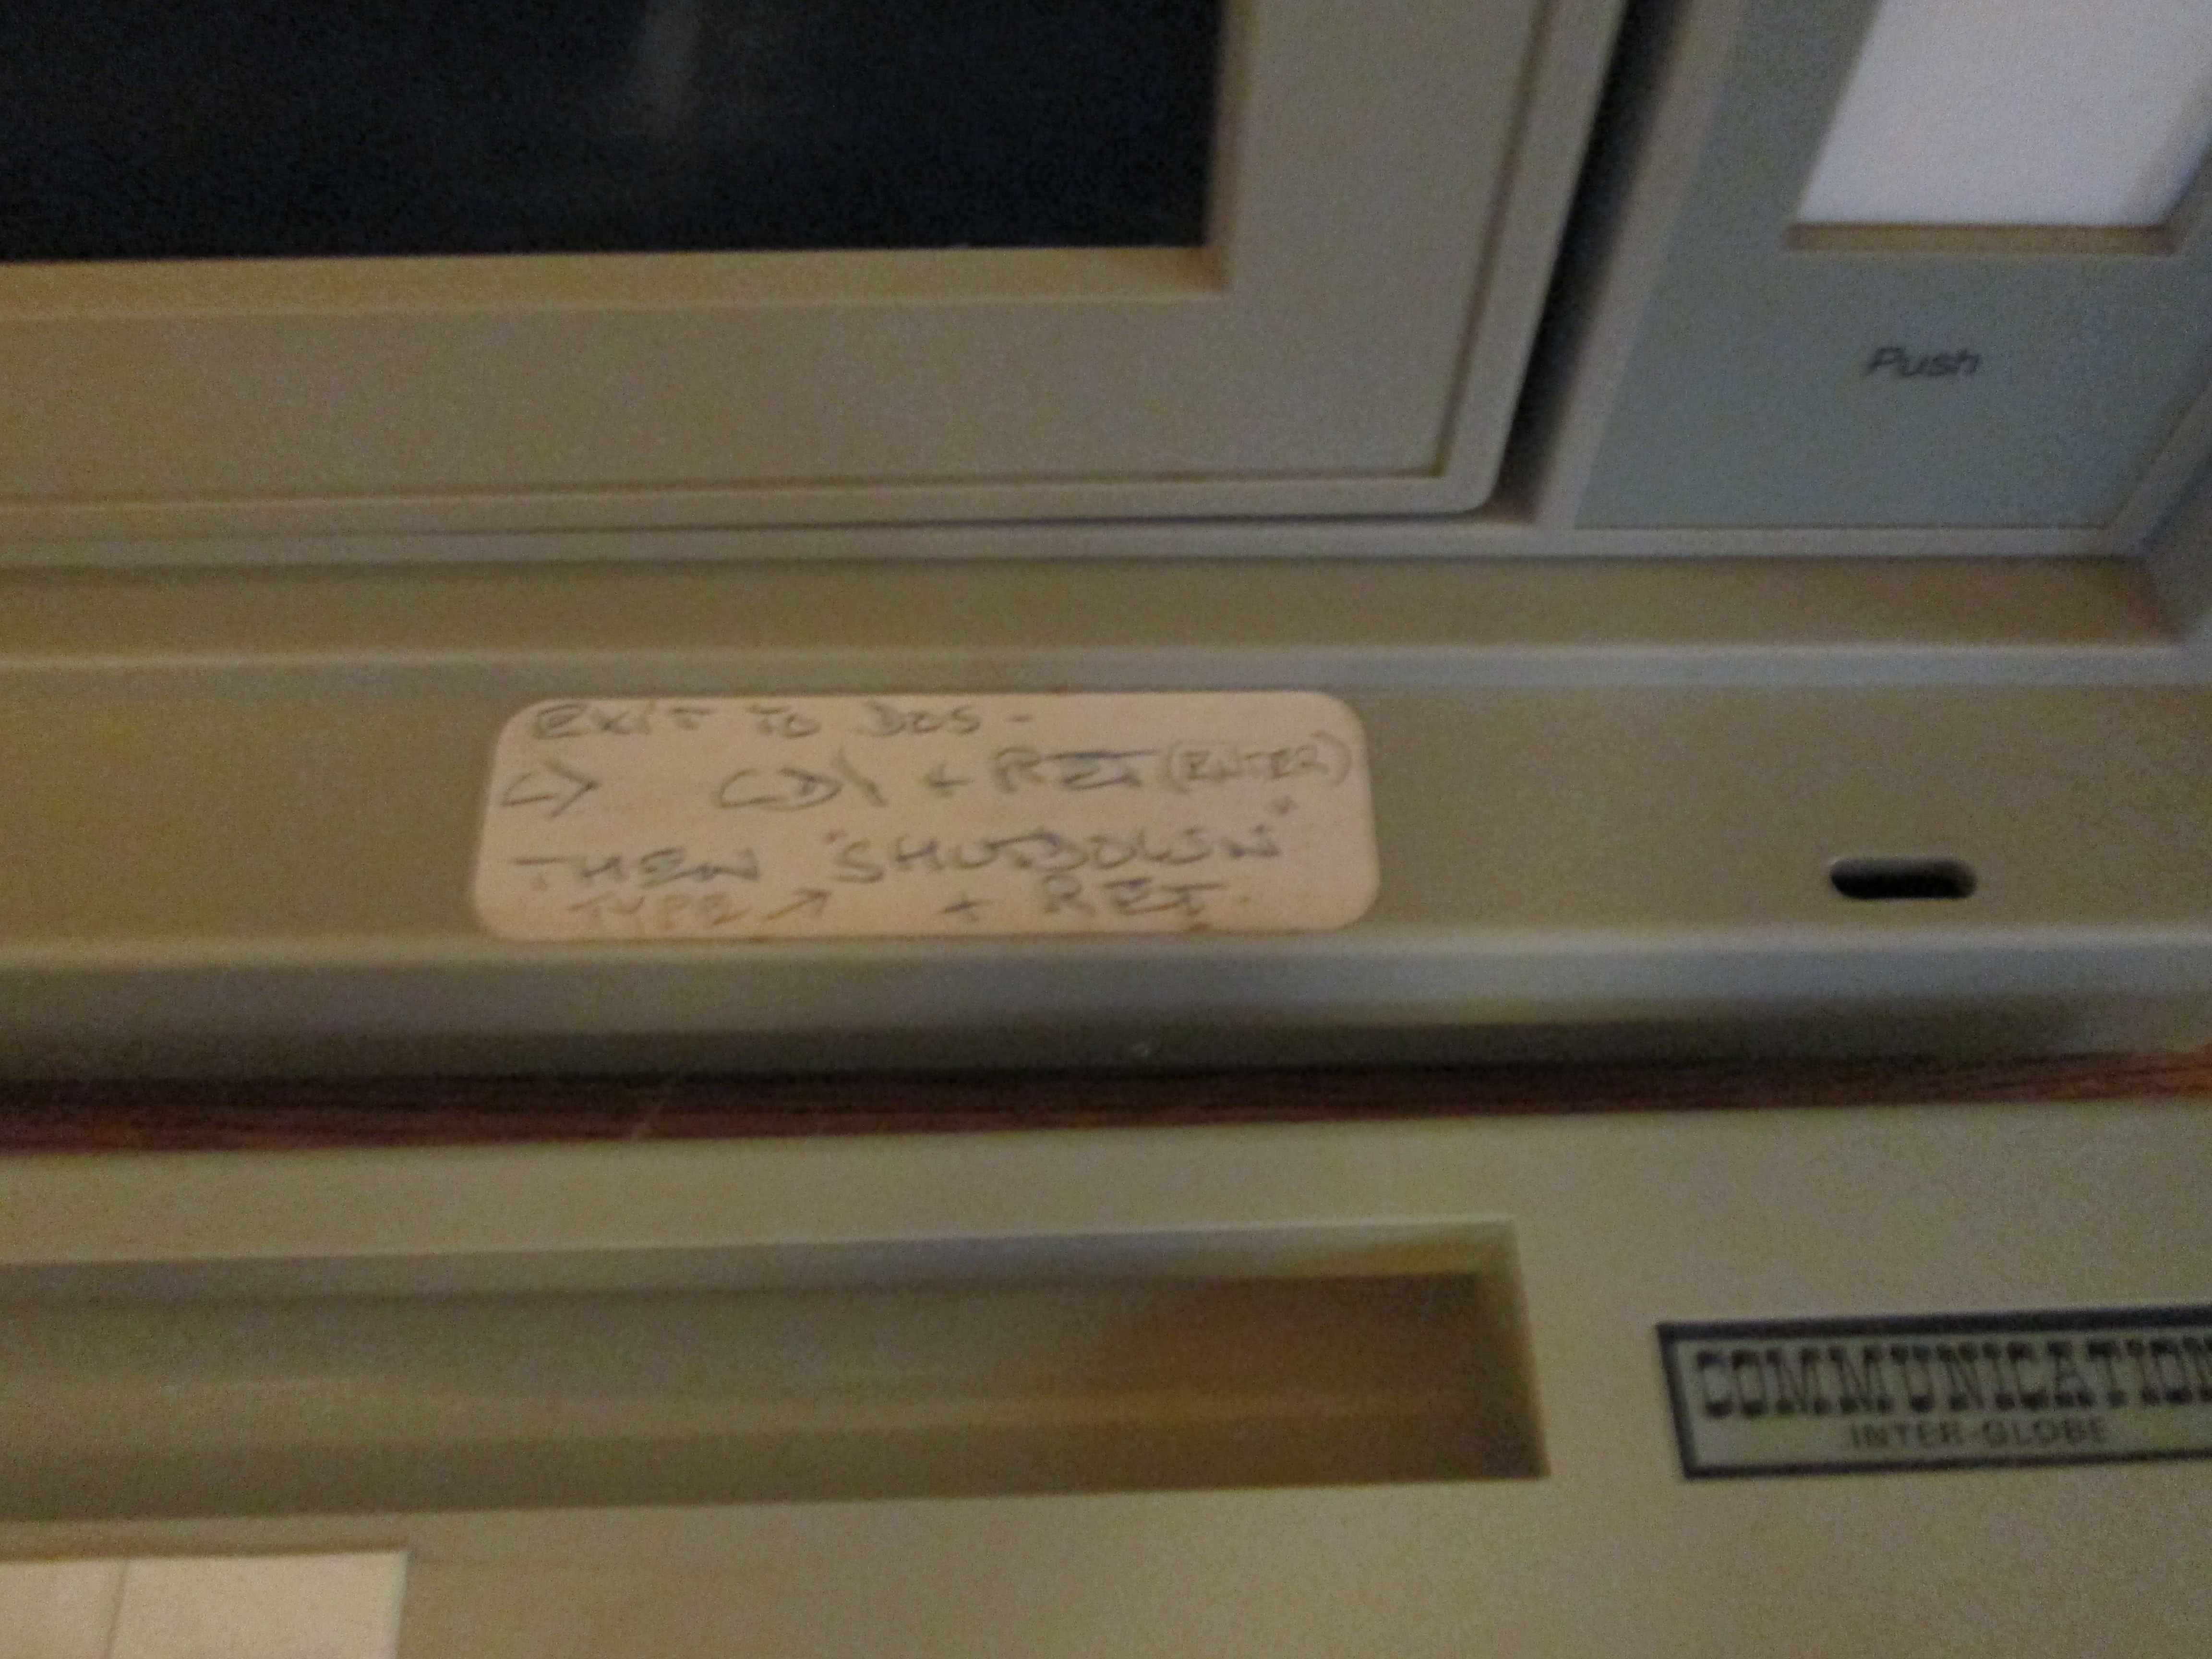 Push
EXIT TO DOS -
C> CD\ + RET (ENTER)
THEN "SHUTDOWN"
TYPE ↗ + RET.
COMMUNICATION
INTER-GLOBE